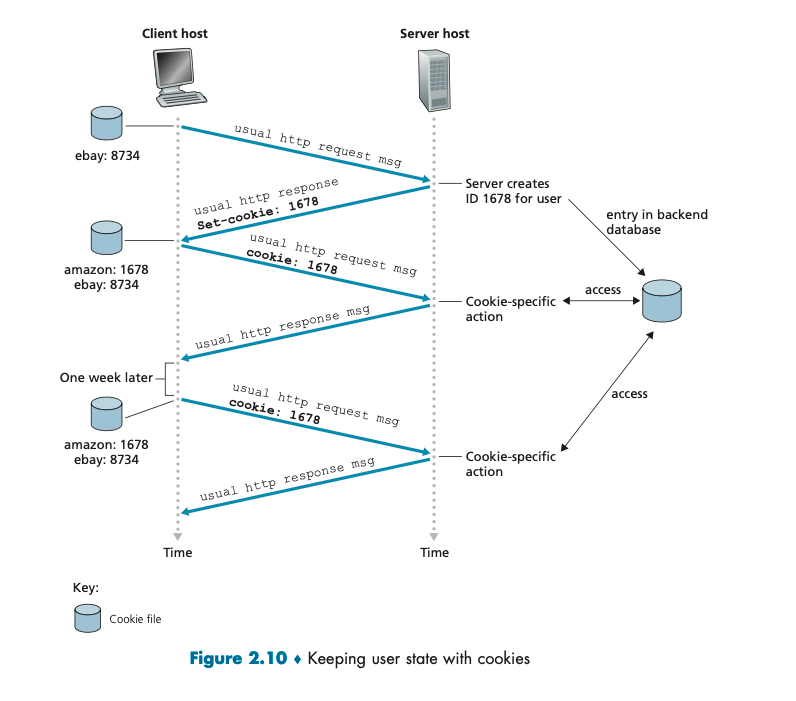 Client host
Server host
usual http request msg
ebay: 8734
Server creates
ID 1678 for user
usual http response
Set-cookie: 1678
entry in backend
database
usual http request msg
cookie: 1678
amazon: 1678
ebay: 8734
access
Cookie-specific
action
usual http response msg
One week later
usual http request msg
cookie: 1678
access
amazon: 1678
ebay: 8734
Cookie-specific
action
usual http response msg
Time
Time
Key:
Cookie file
Figure 2.10 ♦ Keeping user state with cookies